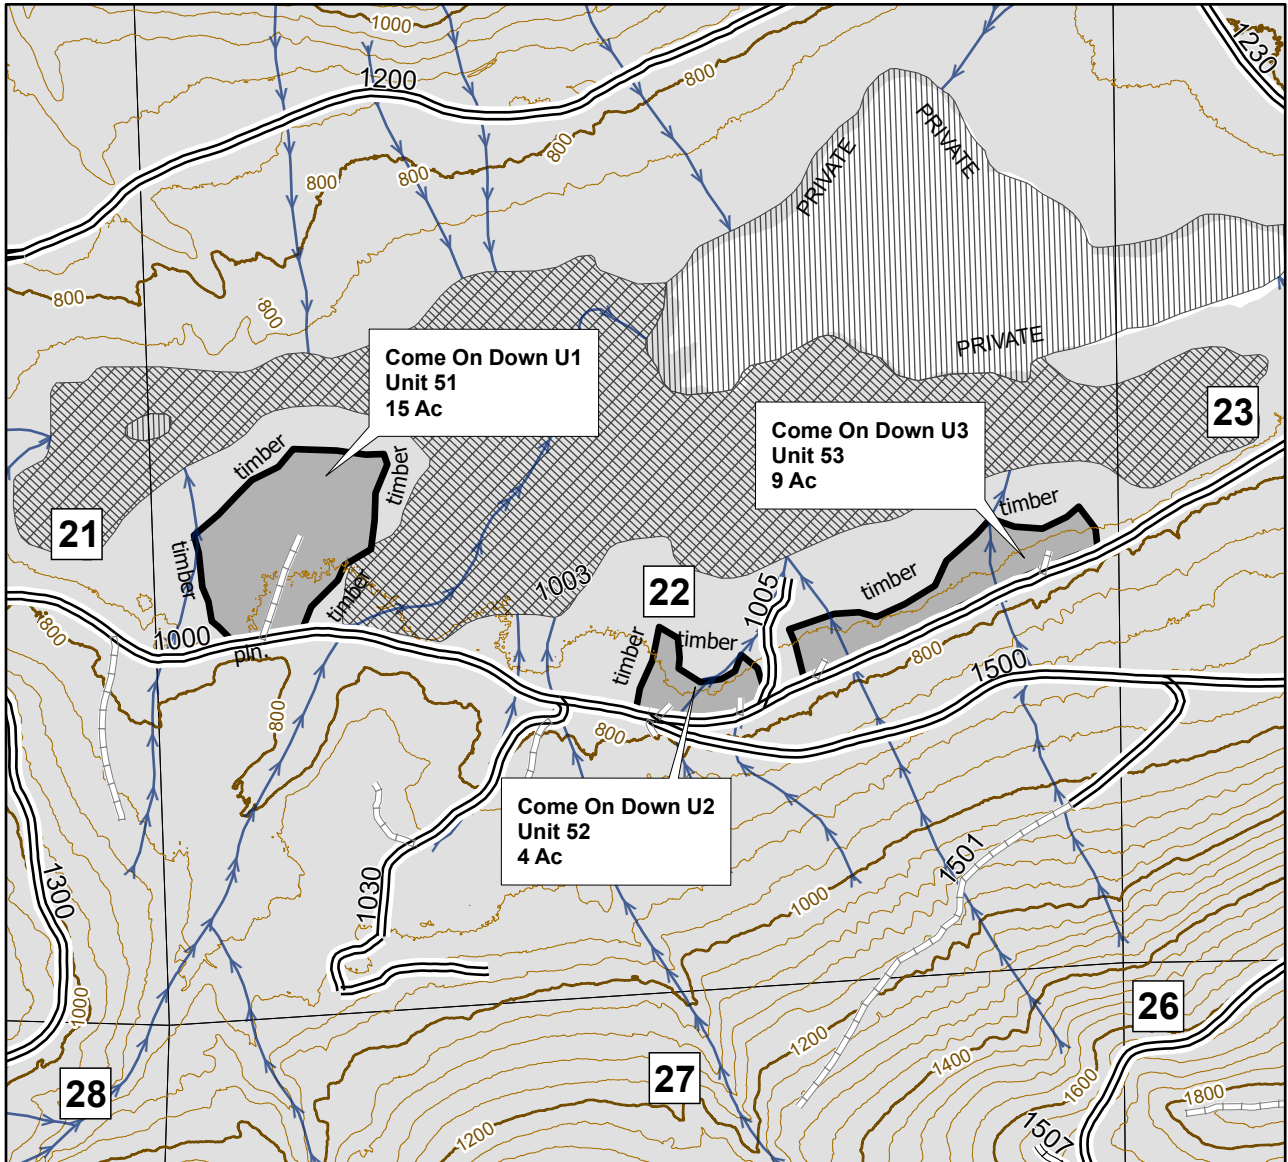 1000
1200
800
1230
PRIVATE
PRIVATE
800
800
800
800
800
PRIVATE
Come On Down U1
Unit 51
15 Ac
Come On Down U3
Unit 53
9 Ac
23
timber
timber
timber
21
timber
timber
1003
22
1005
timber
800
1000
pln.
timber
timber
800
1500
800
800
Come On Down U2
Unit 52
4 Ac
1501
1300
1030
1000
1000
26
1200
1400
1600
28
27
1800
1200
1507